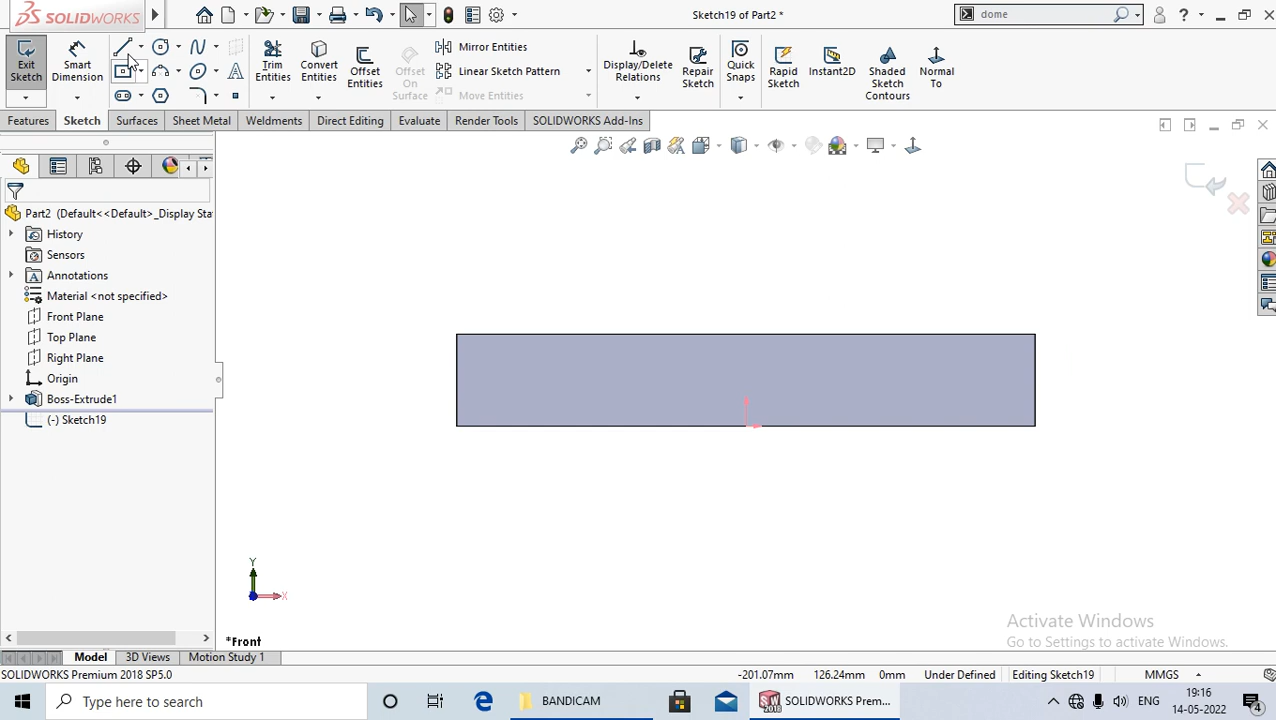 SOLIDWORKS
Sketch19 of Part2 *
dome
Exit Sketch
Smart Dimension
Trim Entities
Convert Entities
Offset Entities
Offset On Surface
Mirror Entities
Linear Sketch Pattern
Move Entities
Display/Delete Relations
Repair Sketch
Quick Snaps
Rapid Sketch
Instant2D
Shaded Sketch Contours
Normal To
Features
Sketch
Surfaces
Sheet Metal
Weldments
Direct Editing
Evaluate
Render Tools
SOLIDWORKS Add-Ins
Part2 (Default<<Default>_Display Sta
History
Sensors
Annotations
Material <not specified>
Front Plane
Top Plane
Right Plane
Origin
Boss-Extrude1
(-) Sketch19
Y
X
*Front
Activate Windows
Go to Settings to activate Windows.
Model
3D Views
Motion Study 1
SOLIDWORKS Premium 2018 SP5.0
-201.07mm
126.24mm
0mm
Under Defined
Editing Sketch19
MMGS
Type here to search
BANDICAM
SOLIDWORKS Prem...
ENG
19:16
14-05-2022
4